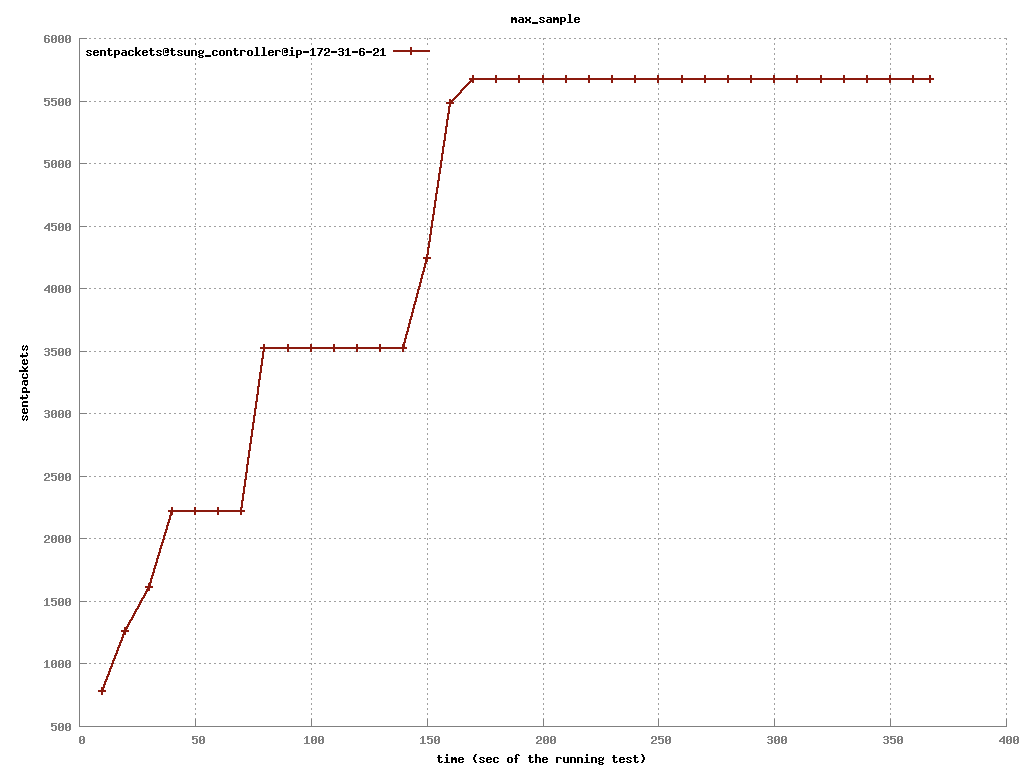 max_sample
sentpackets@tsung_controller@ip-172-31-6-21
6000
5500
5000
4500
4000
3500
3000
2500
2000
1500
1000
500
sentpackets
0 50 100 150 200 250 300 350 400
time (sec of the running test)